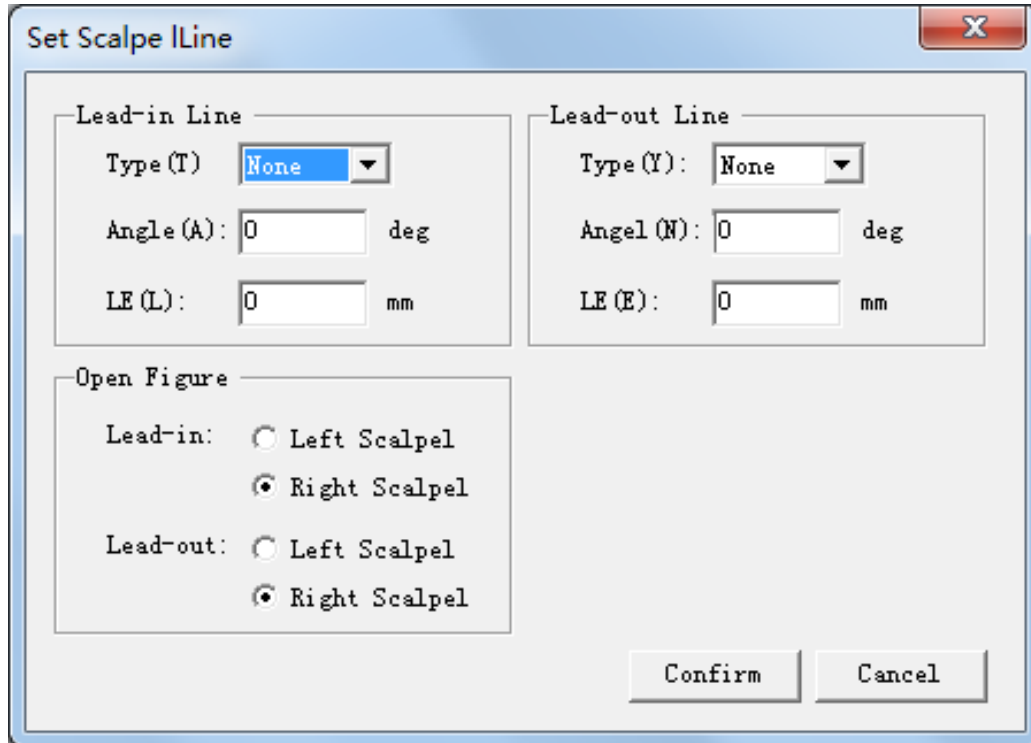 Set Scalpe lLine
Lead-in Line
Type(T) None
Angle(A): 0 deg
LE(L): 0 mm
Lead-out Line
Type(Y): None
Angel(N): 0 deg
LE(E): 0 mm
Open Figure
Lead-in: Left Scalpel
Right Scalpel
Lead-out: Left Scalpel
Right Scalpel
Confirm Cancel